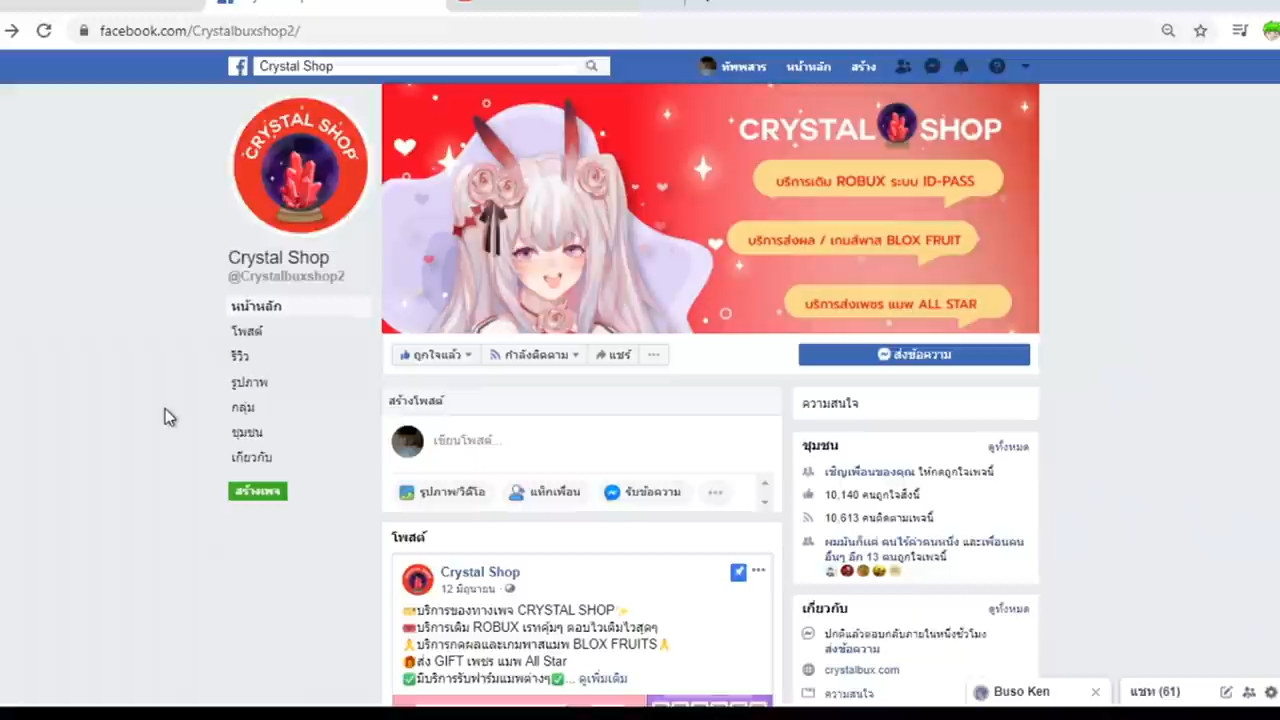 facebook.com/Crystalbuxshop2/
Crystal Shop
ทัพพสาร
หน้าหลัก
สร้าง
CRYSTAL SHOP
CRYSTAL SHOP
บริการเติม ROBUX ระบบ ID-PASS
บริการส่งผล / เกมส์พาส BLOX FRUIT
บริการส่งเพชร แมพ ALL STAR
Crystal Shop
@Crystalbuxshop2
หน้าหลัก
โพสต์
รีวิว
รูปภาพ
กลุ่ม
ชุมชน
เกี่ยวกับ
สร้างเพจ
ถูกใจแล้ว
กำลังติดตาม
แชร์
ส่งข้อความ
สร้างโพสต์
เขียนโพสต์...
รูปภาพ/วิดีโอ
แท็กเพื่อน
รับข้อความ
โพสต์
Crystal Shop
12 มิถุนายน
บริการของทางเพจ CRYSTAL SHOP
บริการเติม ROBUX เรทคุ้มๆ ตอบไวเติมไวสุดๆ
บริการกดผลและเกมพาสแมพ BLOX FRUITS
ส่ง GIFT เพชร แมพ All Star
มีบริการรับฟาร์มแมพต่างๆ... ดูเพิ่มเติม
ความสนใจ
ชุมชน
ดูทั้งหมด
เชิญเพื่อนของคุณ ให้กดถูกใจเพจนี้
10,140 คนถูกใจสิ่งนี้
10,613 คนติดตามเพจนี้
ผมมันก็แต่ คนไร้ค่าคนหนึ่ง และเพื่อนคน
อื่นๆ อีก 13 คนถูกใจเพจนี้
เกี่ยวกับ
ดูทั้งหมด
ปกติแล้วตอบกลับภายในหนึ่งชั่วโมง
ส่งข้อความ
crystalbux.com
ความสนใจ
Buso Ken
แชท (61)